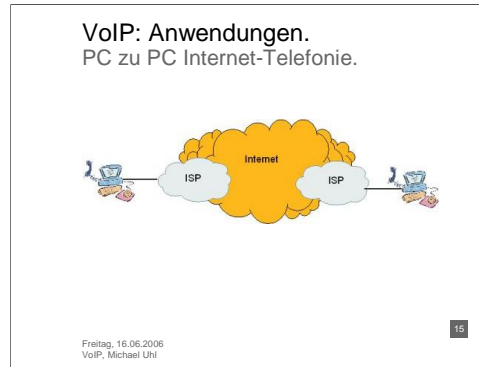 VoIP: Anwendungen.
PC zu PC Internet-Telefonie.
Internet
ISP
ISP
15
Freitag, 16.06.2006
VoIP, Michael Uhl